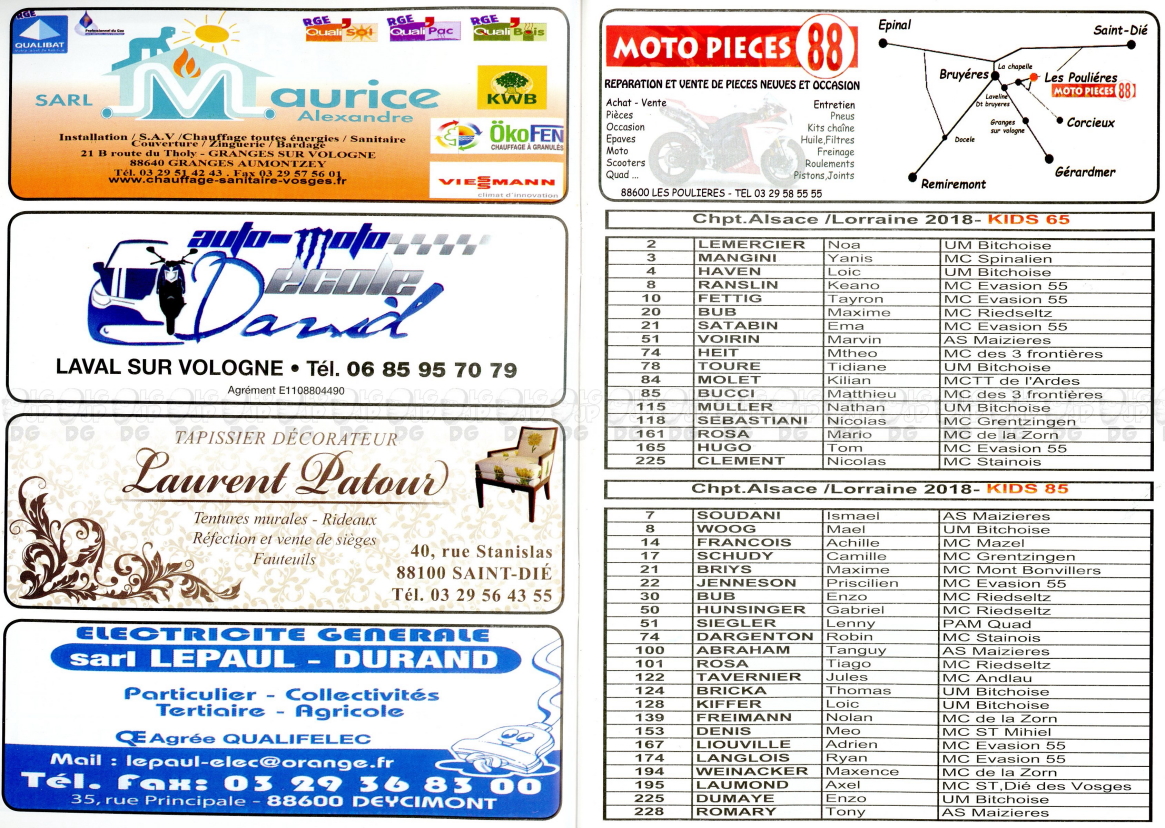 RGE
QUALIBAT
Professionnel du Gaz
RGE
Quali'Sol
RGE
Quali'Pac
RGE
Quali'Bois
SARL
Maurice
Alexandre
KWB
ÖkoFEN
CHAUFFAGE À GRANULÉS
VIESSMANN
climat d'innovation
Installation / S.A.V /Chauffage toutes énergies / Sanitaire
Couverture / Zinguerie / Bardage
21 B route du Tholy - GRANGES SUR VOLOGNE
88640 GRANGES AUMONTZEY
Tél. 03 29 51 42 43 . Fax 03 29 57 56 01
www.chauffage-sanitaire-vosges.fr
auto-moto
école
David
LAVAL SUR VOLOGNE • Tél. 06 85 95 70 79
Agrément E1108804490
TAPISSIER DÉCORATEUR
Laurent Patour
Tentures murales - Rideaux
Réfection et vente de sièges
Fauteuils
40, rue Stanislas
88100 SAINT-DIÉ
Tél. 03 29 56 43 55
ELECTRICITE GENERALE
sarl LEPAUL - DURAND
Particulier - Collectivités
Tertiaire - Agricole
QE Agrée QUALIFELEC
Mail : lepaul-elec@orange.fr
Tél. Fax: 03 29 36 83 00
35, rue Principale - 88600 DEYCIMONT
MOTO PIECES 88
REPARATION ET VENTE DE PIECES NEUVES ET OCCASION
Achat - Vente
Pièces
Occasion
Epaves
Moto
Scooters
Quad ...
Entretien
Pneus
Kits chaîne
Huile,Filtres
Freinage
Roulements
Pistons,Joints
88600 LES POULIERES - TEL 03 29 58 55 55
Epinal
Saint-Dié
La chapelle
Bruyéres
Les Pouliéres
MOTO PIECES 88
Laveline
Dt bruyeres
Granges
sur vologne
Corcieux
Docele
Gérardmer
Remiremont
Chpt.Alsace /Lorraine 2018- KIDS 65
2 LEMERCIER Noa UM Bitchoise
3 MANGINI Yanis MC Spinalien
4 HAVEN Loic UM Bitchoise
8 RANSLIN Keano MC Evasion 55
10 FETTIG Tayron MC Evasion 55
20 BUB Maxime MC Riedseltz
21 SATABIN Ema MC Evasion 55
51 VOIRIN Marvin AS Maizieres
74 HEIT Mtheo MC des 3 frontières
78 TOURE Tidiane UM Bitchoise
84 MOLET Kilian MCTT de l'Ardes
85 BUCCI Matthieu MC des 3 frontières
115 MULLER Nathan UM Bitchoise
118 SEBASTIANI Nicolas MC Grentzingen
161 ROSA Mario MC de la Zorn
165 HUGO Tom MC Evasion 55
225 CLEMENT Nicolas MC Stainois
Chpt.Alsace /Lorraine 2018- KIDS 85
7 SOUDANI Ismael AS Maizieres
8 WOOG Mael UM Bitchoise
14 FRANCOIS Achille MC Mazel
17 SCHUDY Camille MC Grentzingen
21 BRIYS Maxime MC Mont Bonvillers
22 JENNESON Priscilien MC Evasion 55
30 BUB Enzo MC Riedseltz
50 HUNSINGER Gabriel MC Riedseltz
51 SIEGLER Lenny PAM Quad
74 DARGENTON Robin MC Stainois
100 ABRAHAM Tanguy AS Maizieres
101 ROSA Tiago MC Riedseltz
122 TAVERNIER Jules MC Andlau
124 BRICKA Thomas UM Bitchoise
128 KIFFER Loic UM Bitchoise
139 FREIMANN Nolan MC de la Zorn
153 DENIS Meo MC ST Mihiel
167 LIOUVILLE Adrien MC Evasion 55
174 LANGLOIS Ryan MC Evasion 55
194 WEINACKER Maxence MC de la Zorn
195 LAUMOND Axel MC ST,Dié des Vosges
225 DUMAYE Enzo UM Bitchoise
228 ROMARY Tony AS Maizieres